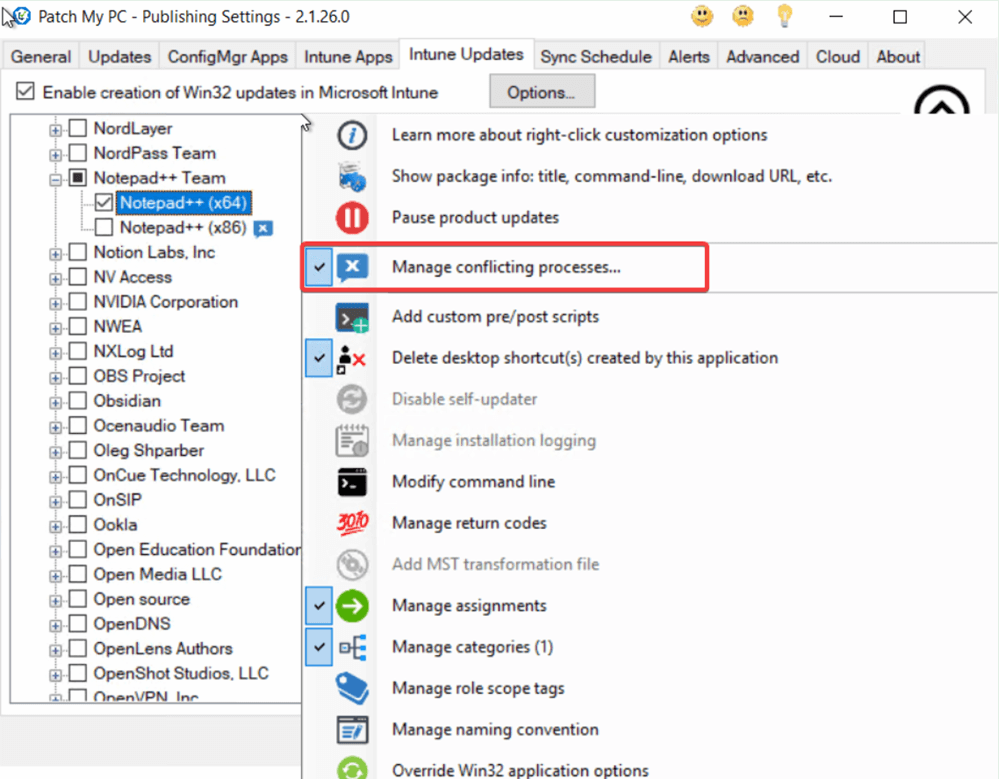 Patch My PC - Publishing Settings - 2.1.26.0
General Updates ConfigMgr Apps Intune Apps Intune Updates Sync Schedule Alerts Advanced Cloud About
Enable creation of Win32 updates in Microsoft Intune Options...
NordLayer
NordPass Team
Notepad++ Team
Notepad++ (x64)
Notepad++ (x86)
Notion Labs, Inc
NV Access
NVIDIA Corporation
NWEA
NXLog Ltd
OBS Project
Obsidian
Ocenaudio Team
Oleg Shparber
OnCue Technology, LLC
OnSIP
Ookla
Open Education Foundation
Open Media LLC
Open source
OpenDNS
OpenLens Authors
OpenShot Studios, LLC
OpenVPN, Inc
Learn more about right-click customization options
Show package info: title, command-line, download URL, etc.
Pause product updates
Manage conflicting processes...
Add custom pre/post scripts
Delete desktop shortcut(s) created by this application
Disable self-updater
Manage installation logging
Modify command line
3010 Manage return codes
Add MST transformation file
Manage assignments
Manage categories (1)
Manage role scope tags
Manage naming convention
Override Win32 application options